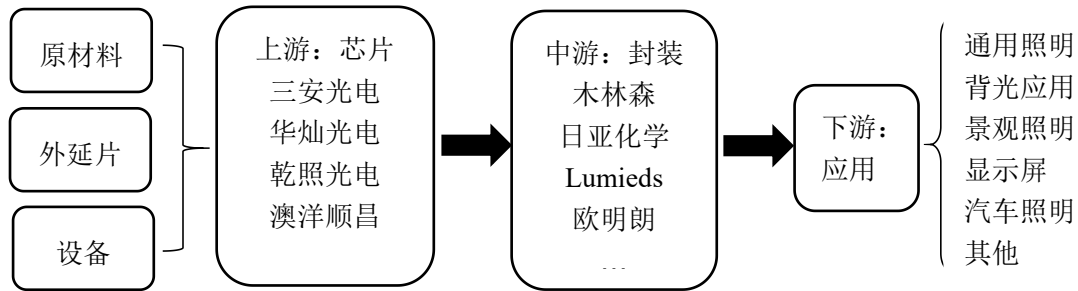 原材料
外延片
设备
上游：芯片
三安光电
华灿光电
乾照光电
澳洋顺昌
中游：封装
木林森
日亚化学
Lumieds
欧明朗
…
下游：
应用
通用照明
背光应用
景观照明
显示屏
汽车照明
其他